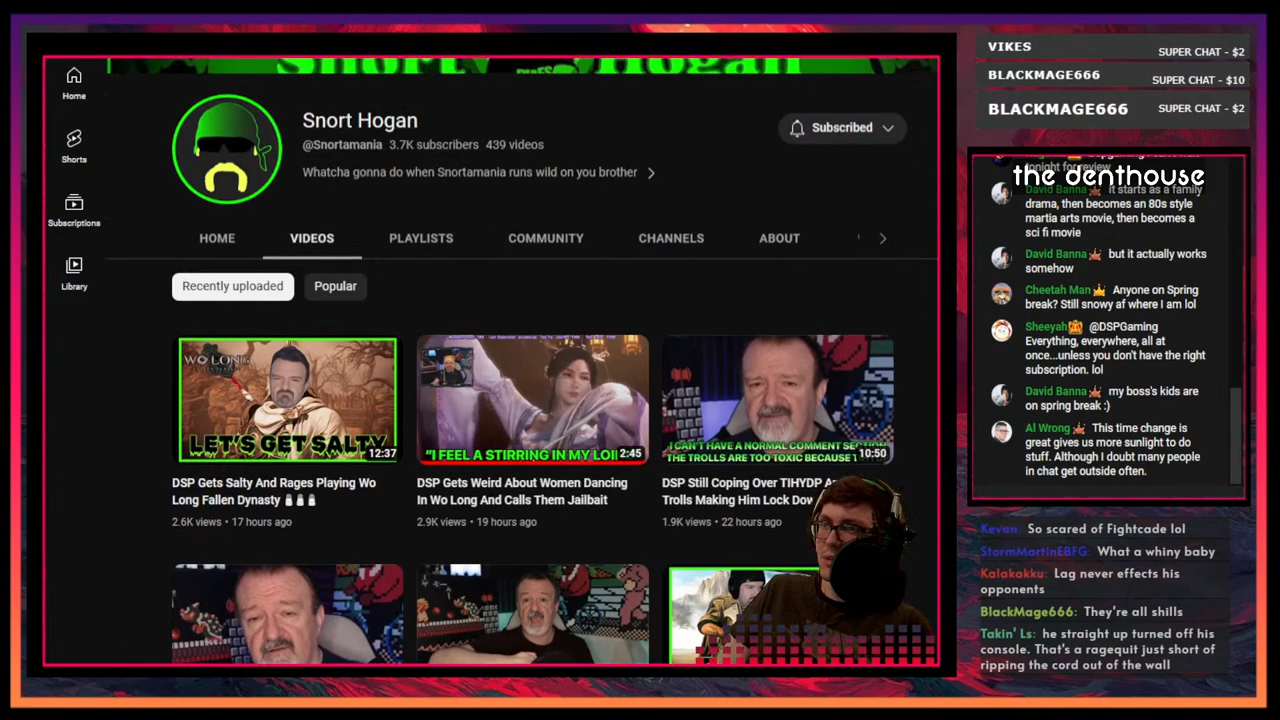 Snort Hogan
Home
Shorts
Subscriptions
Library
Snort Hogan
@Snortamania 3.7K subscribers 439 videos
Whatcha gonna do when Snortamania runs wild on you brother
Subscribed
HOME
VIDEOS
PLAYLISTS
COMMUNITY
CHANNELS
ABOUT
Recently uploaded
Popular
WO LONG
LET'S GET SALTY
12:37
DSP Gets Salty And Rages Playing Wo
Long Fallen Dynasty
2.6K views • 17 hours ago
"I FEEL A STIRRING IN MY LOI
2:45
DSP Gets Weird About Women Dancing
In Wo Long And Calls Them Jailbait
2.9K views • 19 hours ago
I CAN'T HAVE A NORMAL COMMENT SECTION
THE TROLLS ARE TOO TOXIC BECAUSE
10:50
DSP Still Coping Over TIHYDP
Trolls Making Him Lock
1.9K views • 22 hours ago
VIKES
SUPER CHAT - $2
BLACKMAGE666
SUPER CHAT - $10
BLACKMAGE666
SUPER CHAT - $2
tonight for review
the denthouse
David Banna it starts as a family
drama, then becomes an 80s style
martia arts movie, then becomes a
sci fi movie
David Banna but it actually works
somehow
Cheetah Man Anyone on Spring
break? Still snowy af where I am lol
Sheeyah @DSPGaming
Everything, everywhere, all at
once...unless you don't have the right
subscription. lol
David Banna my boss's kids are
on spring break :)
Al Wrong This time change is
great gives us more sunlight to do
stuff. Although I doubt many people
in chat get outside often.
Kevan: So scared of Fightcade lol
StormMartinEBFG: What a whiny baby
Kalakokku: Lag never effects his
opponents
BlackMage666: They're all shills
Takin' Ls: he straight up turned off his
console. That's a ragequit just short of
ripping the cord out of the wall